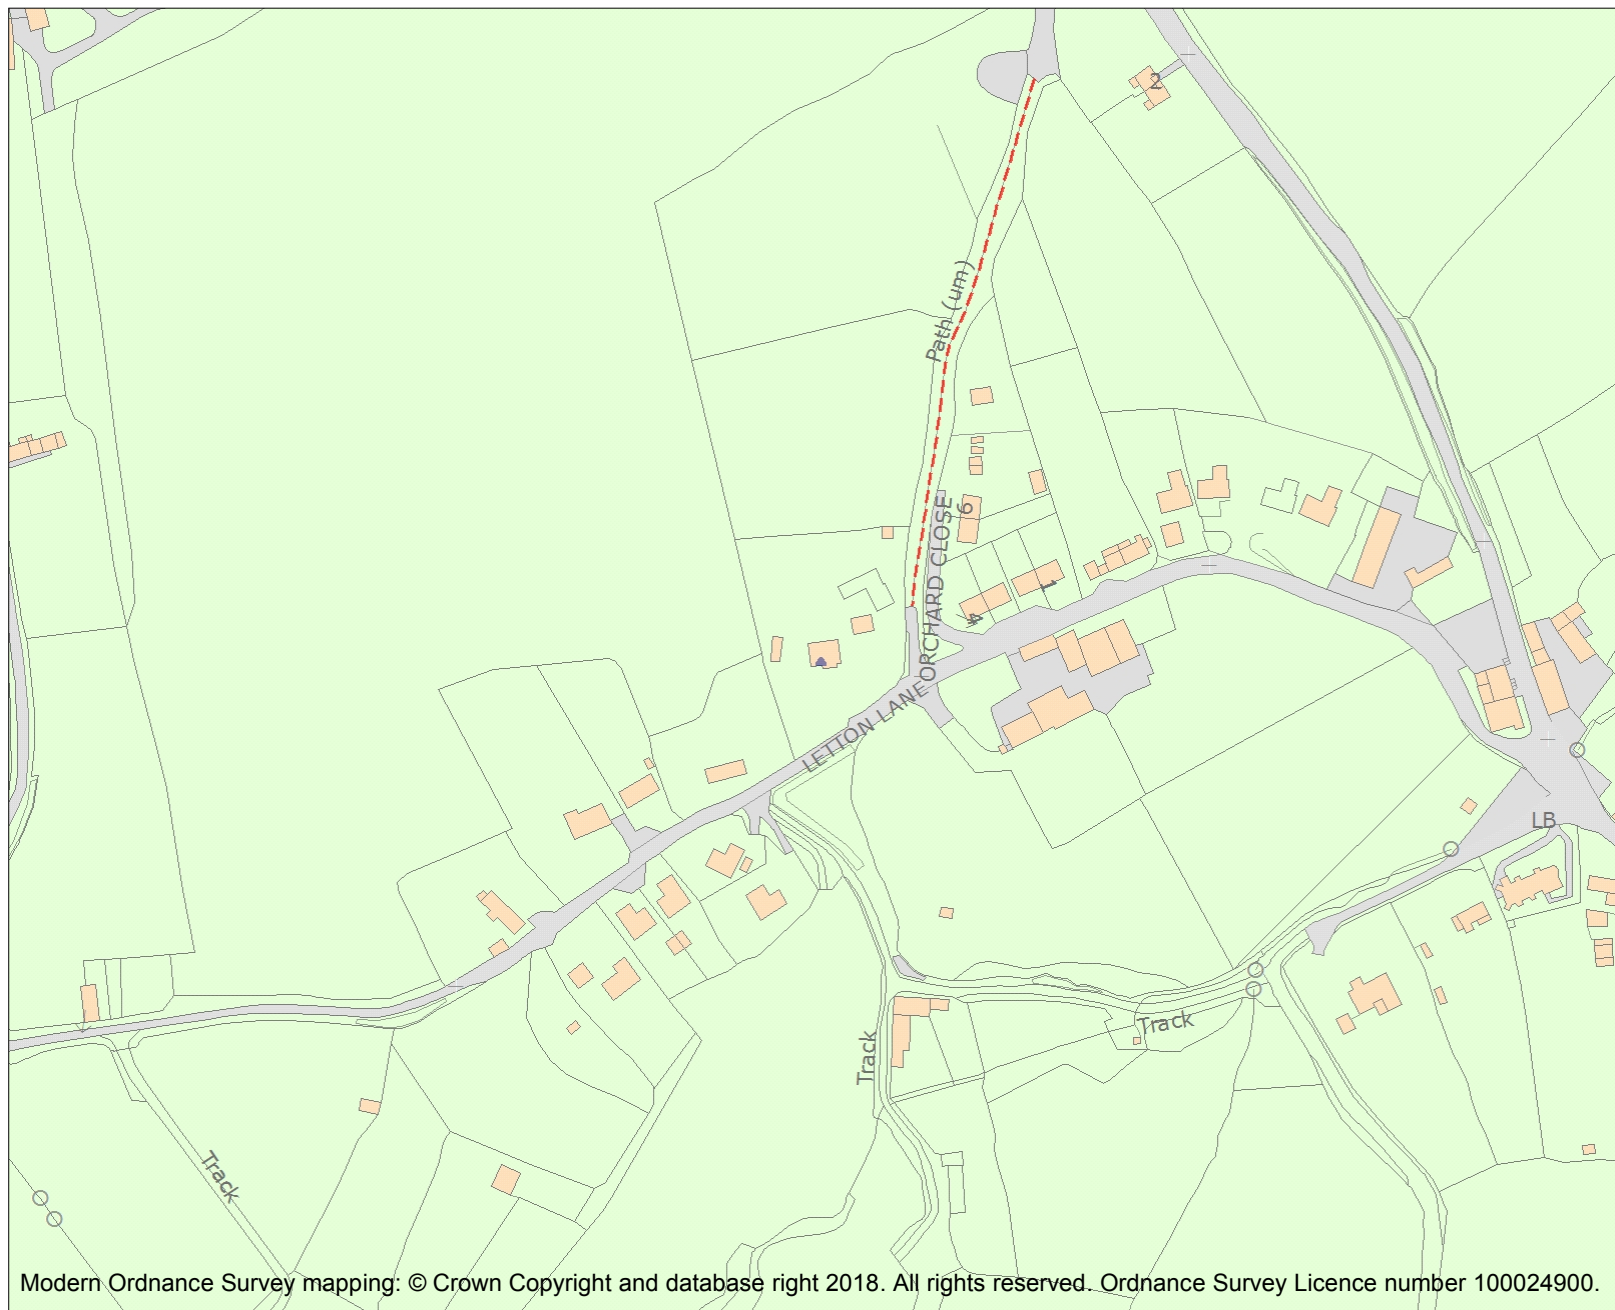 2
Path (um)
ORCHARD CLOSE
6
1
4
LETTON LANE
LB
Track
Track
Track
Modern Ordnance Survey mapping: © Crown Copyright and database right 2018. All rights reserved. Ordnance Survey Licence number 100024900.